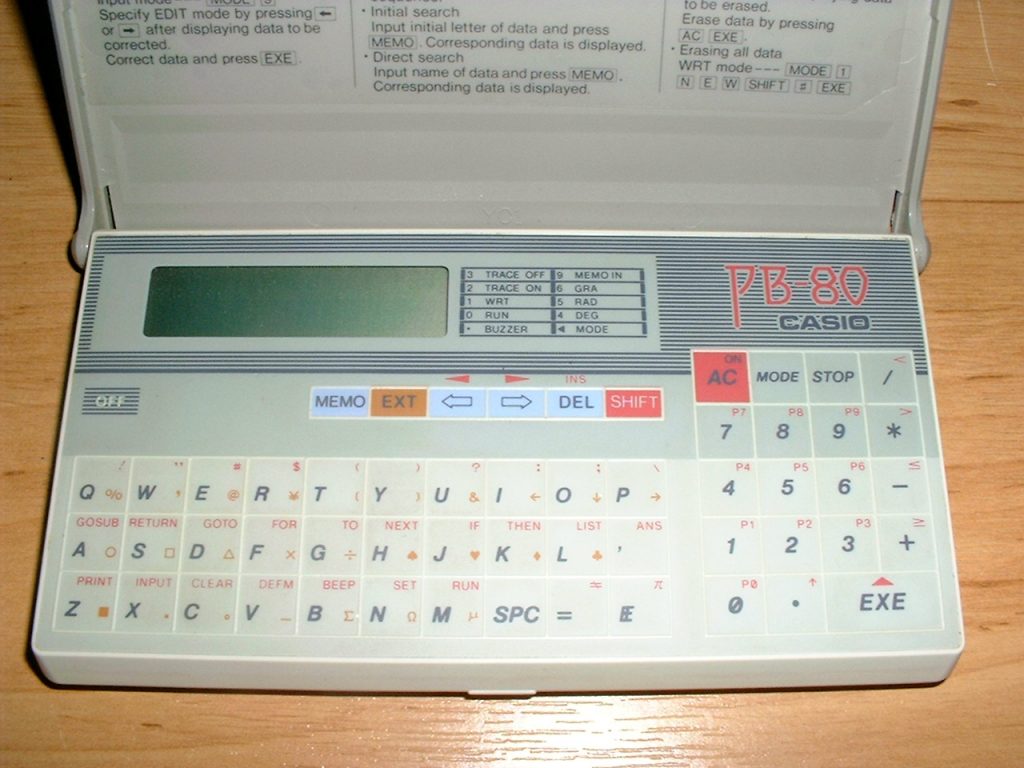 Input mode --- MODE
Specify EDIT mode by pressing ←
or → after displaying data to be
corrected.
Correct data and press EXE.
• Initial search
Input initial letter of data and press
MEMO. Corresponding data is displayed.
• Direct search
Input name of data and press MEMO.
Corresponding data is displayed.
to be erased.
Erase data by pressing
AC EXE.
• Erasing all data
WRT mode --- MODE 1
N E W SHIFT # EXE
3 TRACE OFF 9 MEMO IN
2 TRACE ON 6 GRA
1 WRT 5 RAD
0 RUN 4 DEG
• BUZZER ◄ MODE
PB-80
CASIO
OFF
◄ ► INS
MEMO EXT ⇦ ⇨ DEL SHIFT
ON <
AC MODE STOP /
P7 P8 P9 >
7 8 9 *
P4 P5 P6 ≤
4 5 6 −
P1 P2 P3 ≥
1 2 3 +
P0 ↑ ▲
0 • EXE
! " # $ ( ) ? : ; \
Q % W ' E @ R ¥ T ( Y ) U & I ← O ↓ P →
GOSUB RETURN GOTO FOR TO NEXT IF THEN LIST ANS
A ○ S □ D △ F × G ÷ H ♠ J ♥ K ♦ L ♣ '
PRINT INPUT CLEAR DEFM BEEP SET RUN ≠ π
Z ■ X . C ° V _ B Σ N Ω M µ SPC = E